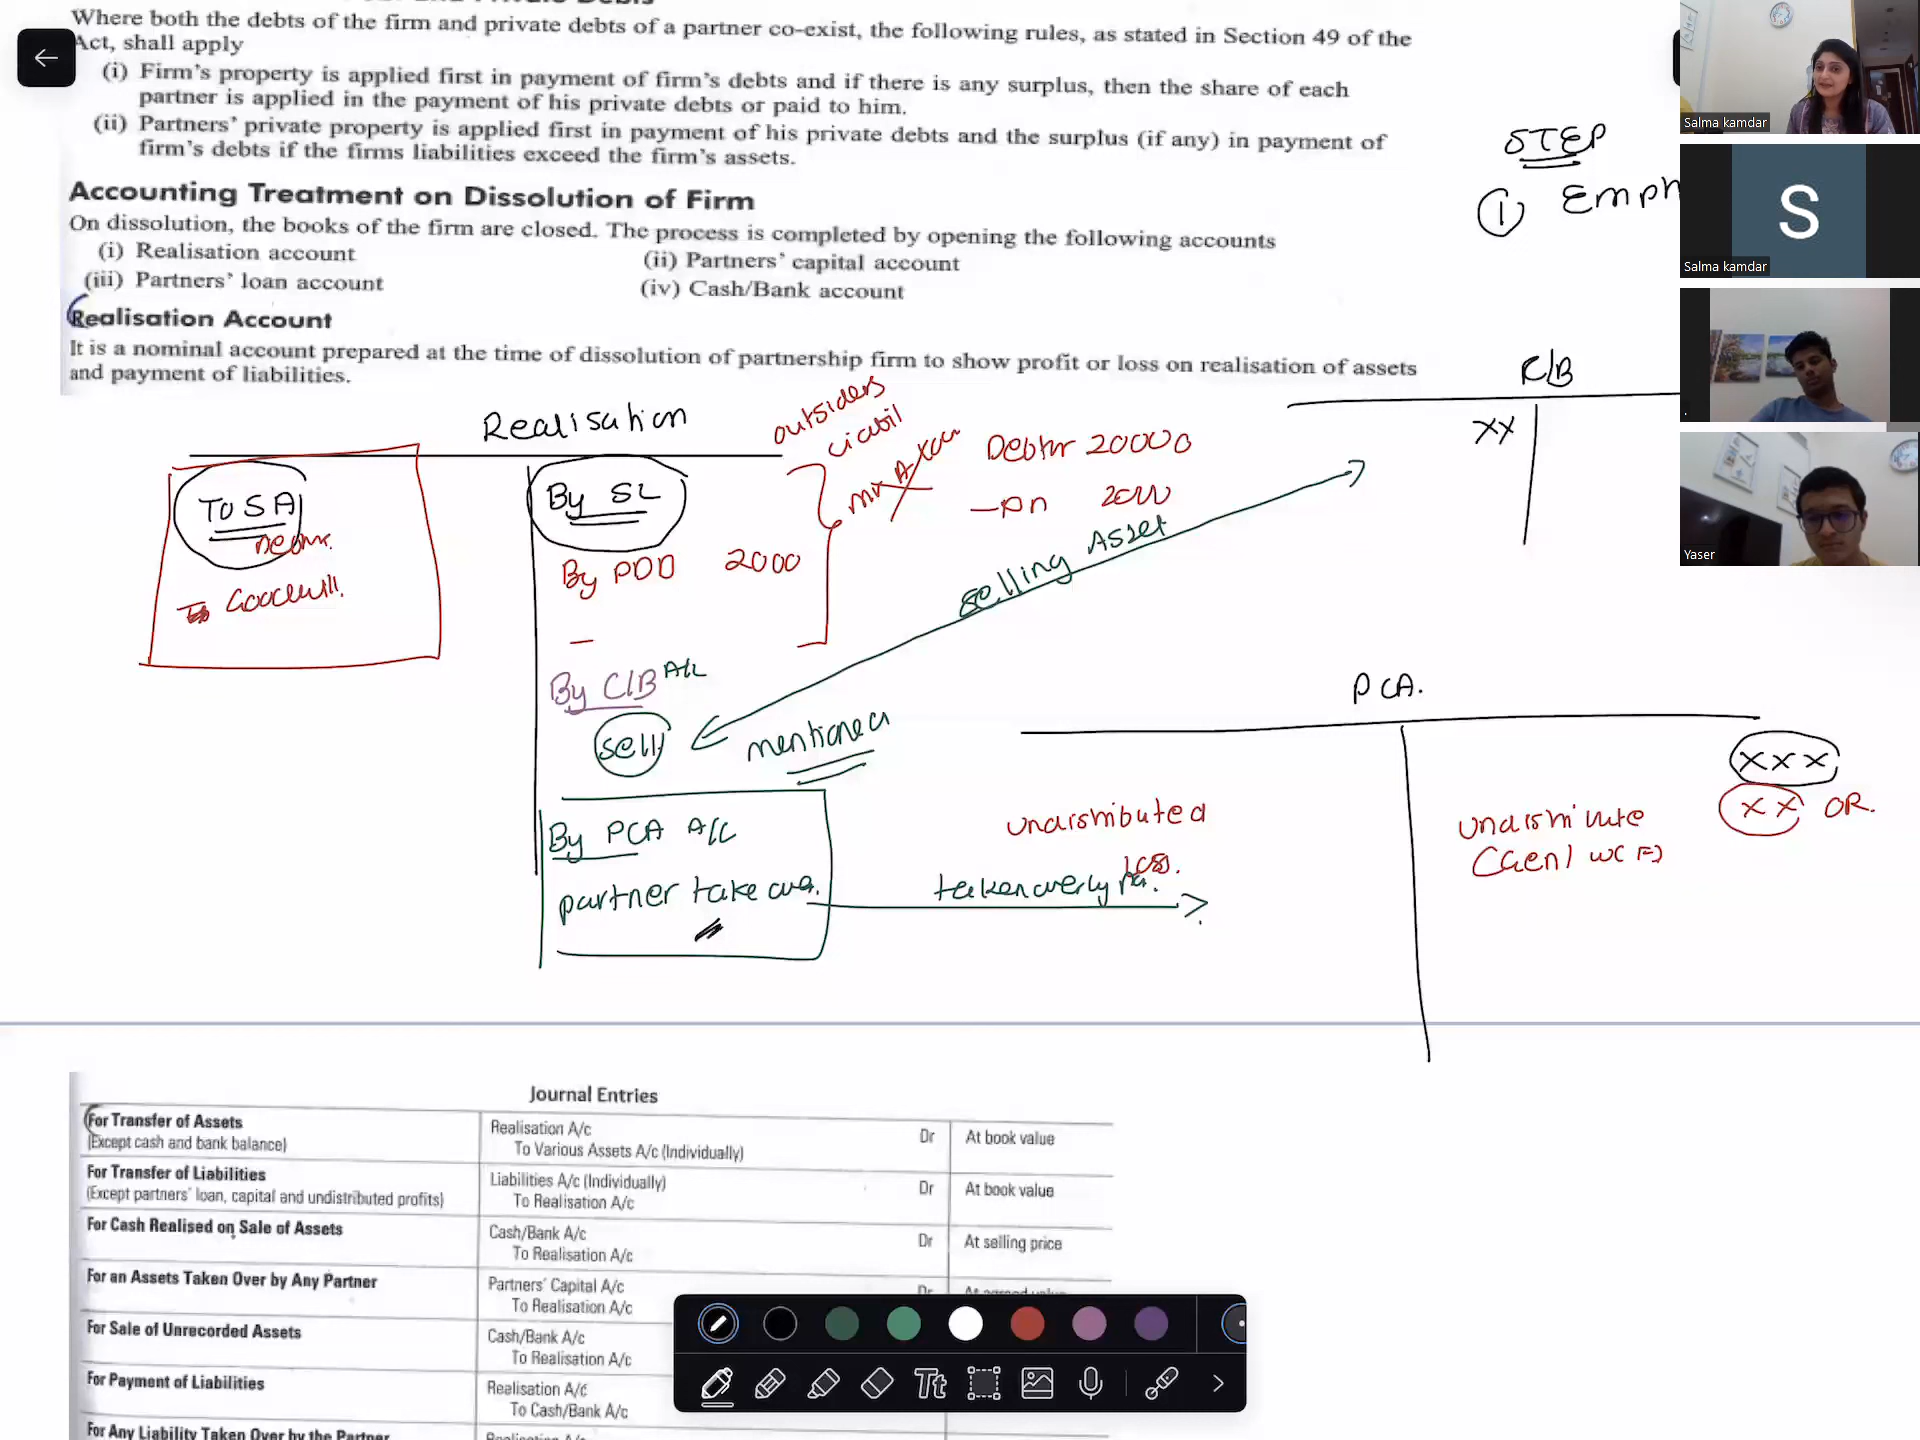 Where both the debts of the firm and private debts of a partner co-exist, the following rules, as stated in Section 49 of the
Act, shall apply
(i) Firm's property is applied first in payment of firm's debts and if there is any surplus, then the share of each
partner is applied in the payment of his private debts or paid to him.
(ii) Partners' private property is applied first in payment of his private debts and the surplus (if any) in payment of
firm's debts if the firms liabilities exceed the firm's assets.
Accounting Treatment on Dissolution of Firm
On dissolution, the books of the firm are closed. The process is completed by opening the following accounts
(i) Realisation account
(ii) Partners' capital account
(iii) Partners' loan account
(iv) Cash/Bank account
Realisation Account
It is a nominal account prepared at the time of dissolution of partnership firm to show profit or loss on realisation of assets
and payment of liabilities.
STEP
① Emph
Salma kamdar
Salma kamdar
Yaser
Realisation
outsiders
To S A
Goodwill.
By SL
By PDD 2000
By C/B A/c
sell
mentioned
By PCA A/c
partner take
Debtor 20000
selling Asset
C/B
XX
PCA.
undistributed
loss.
XXX
XX OR.
Journal Entries
For Transfer of Assets
(Except cash and bank balance)
Realisation A/c Dr
To Various Assets A/c (Individually)
At book value
For Transfer of Liabilities
(Except partners' loan, capital and undistributed profits)
Liabilities A/c (Individually) Dr
To Realisation A/c
At book value
For Cash Realised on Sale of Assets
Cash/Bank A/c Dr
To Realisation A/c
At selling price
For an Assets Taken Over by Any Partner
Partners' Capital A/c
To Realisation A/c
For Sale of Unrecorded Assets
Cash/Bank A/c
To Realisation A/c
For Payment of Liabilities
Realisation A/c
To Cash/Bank A/c
For Any Liability Taken Over by the Partner
Tt